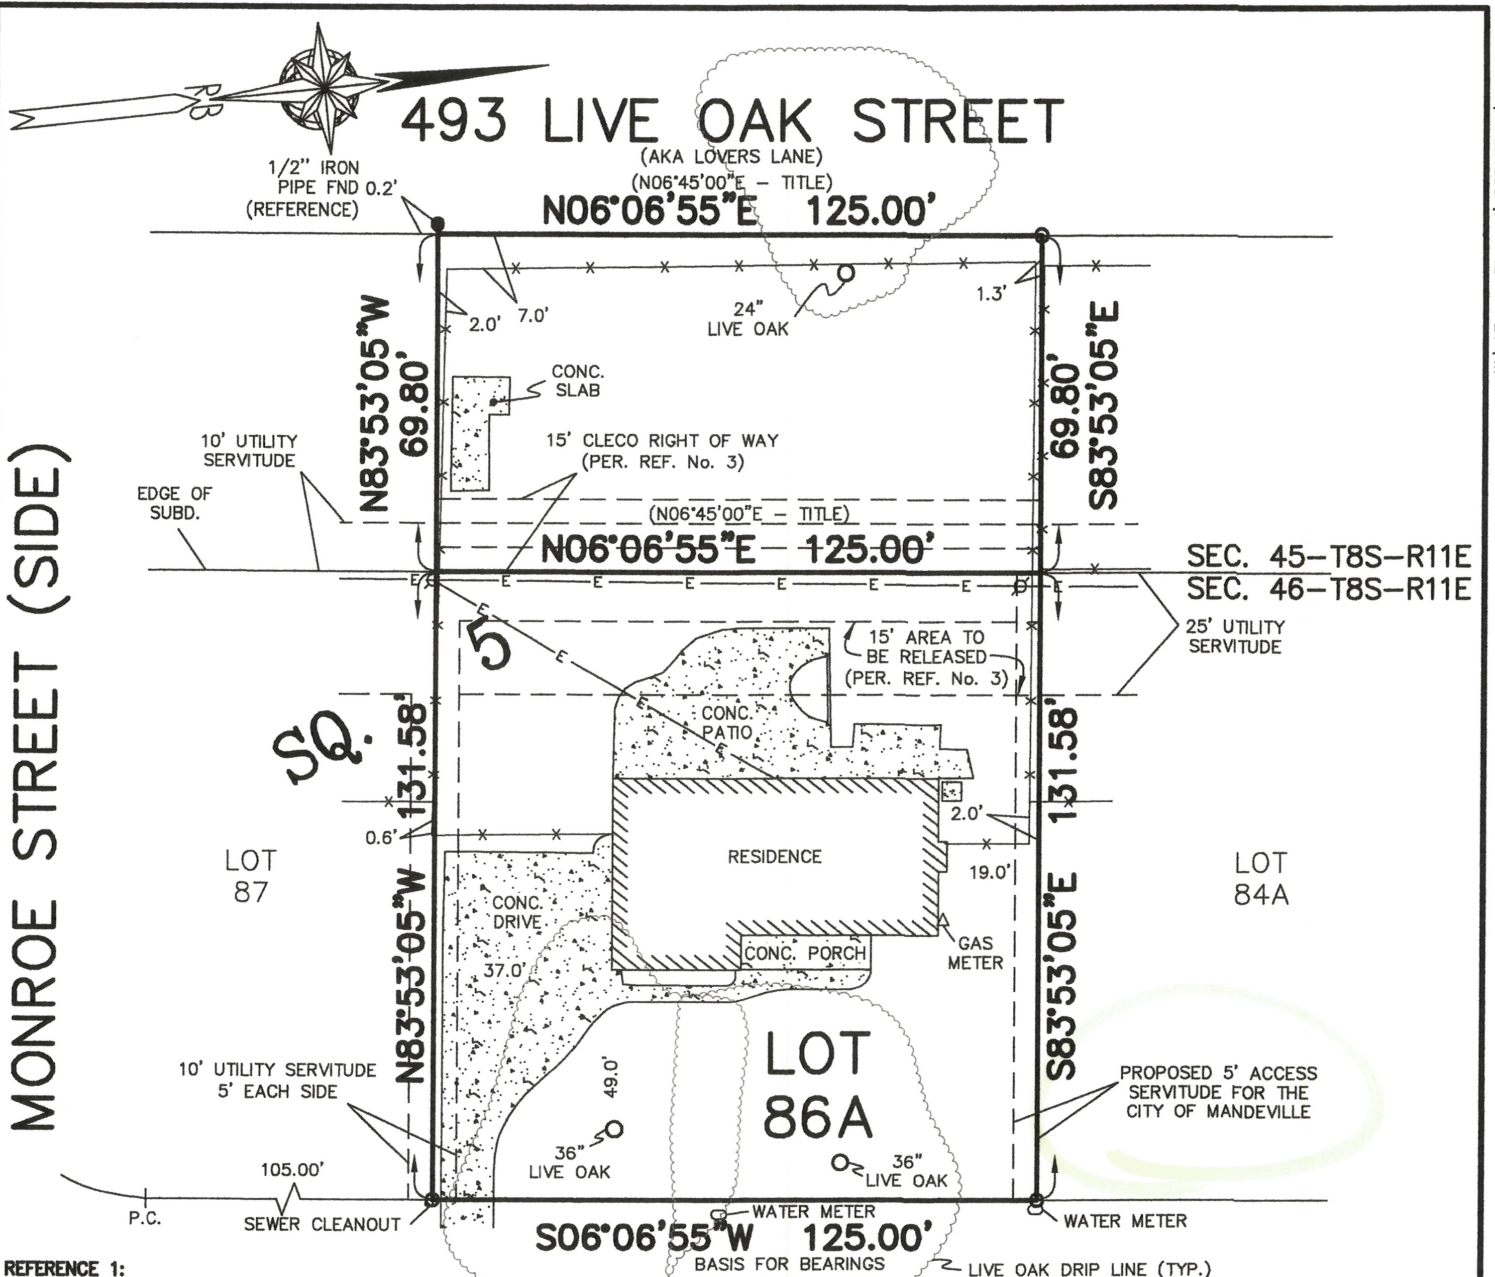 493 LIVE OAK STREET
(AKA LOVERS LANE)
(N06°45'00"E – TITLE)
N06°06'55"E 125.00'
RJB
1/2" IRON
PIPE FND 0.2'
(REFERENCE)
2.0'
7.0'
24"
LIVE OAK
1.3'
N83°53'05"W
69.80'
69.80'
S83°53'05"E
CONC.
SLAB
10' UTILITY
SERVITUDE
15' CLECO RIGHT OF WAY
(PER. REF. No. 3)
EDGE OF
SUBD.
(N06°45'00"E – TITLE)
N06°06'55"E 125.00'
SEC. 45–T8S–R11E
SEC. 46–T8S–R11E
25' UTILITY
SERVITUDE
MONROE STREET (SIDE)
SQ. 5
15' AREA TO
BE RELEASED
(PER. REF. No. 3)
CONC.
PATIO
N83°53'05"W 131.58'
S83°53'05"E 131.58'
0.6'
2.0'
19.0'
LOT
87
RESIDENCE
LOT
84A
CONC.
DRIVE
37.0'
CONC. PORCH
GAS
METER
49.0'
LOT
86A
10' UTILITY SERVITUDE
5' EACH SIDE
PROPOSED 5' ACCESS
SERVITUDE FOR THE
CITY OF MANDEVILLE
36"
LIVE OAK
36"
LIVE OAK
105.00'
P.C.
SEWER CLEANOUT
WATER METER
WATER METER
S06°06'55"W 125.00'
BASIS FOR BEARINGS
LIVE OAK DRIP LINE (TYP.)
REFERENCE 1: